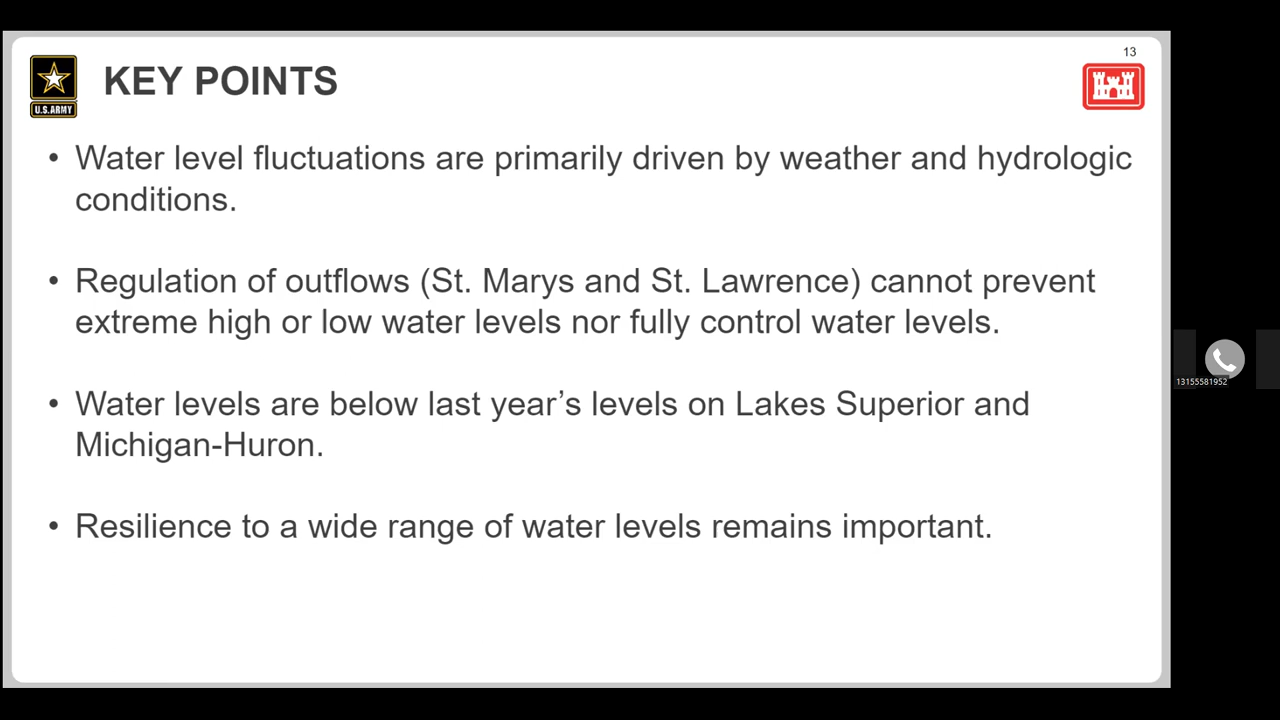 13
U.S.ARMY
KEY POINTS
• Water level fluctuations are primarily driven by weather and hydrologic
conditions.
• Regulation of outflows (St. Marys and St. Lawrence) cannot prevent
extreme high or low water levels nor fully control water levels.
• Water levels are below last year’s levels on Lakes Superior and
Michigan-Huron.
• Resilience to a wide range of water levels remains important.
13155581952